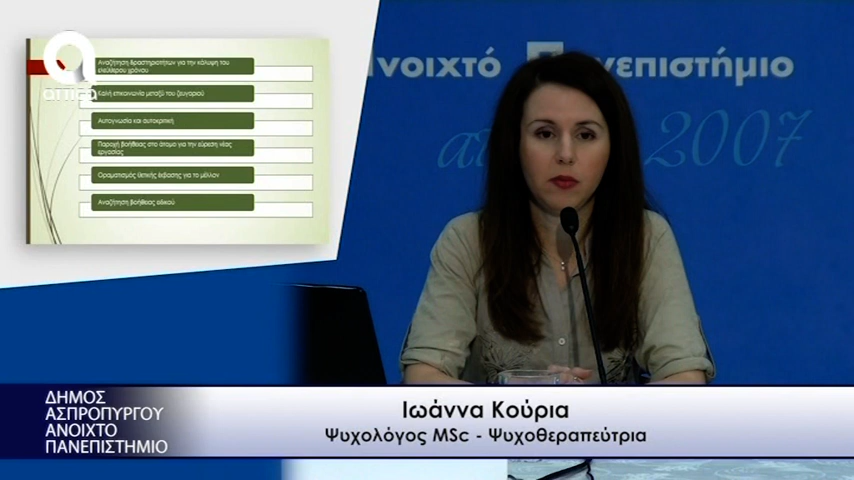 attica
Αναζήτηση δραστηριοτήτων για την κάλυψη του
ελεύθερου χρόνου
Καλή επικοινωνία μεταξύ του ζευγαριού
Αυτογνωσία και αυτοκριτική
Παροχή βοήθειας στο άτομο για την εύρεση νέας
εργασίας
Οραματισμός θετικής έκβασης για το μέλλον
Αναζήτηση βοήθειας ειδικού
νοιχτό νεπιστήμιο
2007
Ιωάννα Κούρια
Ψυχολόγος MSc - Ψυχοθεραπεύτρια
ΔΗΜΟΣ
ΑΣΠΡΟΠΥΡΓΟΥ
ΑΝΟΙΧΤΟ
ΠΑΝΕΠΙΣΤΗΜΙΟ